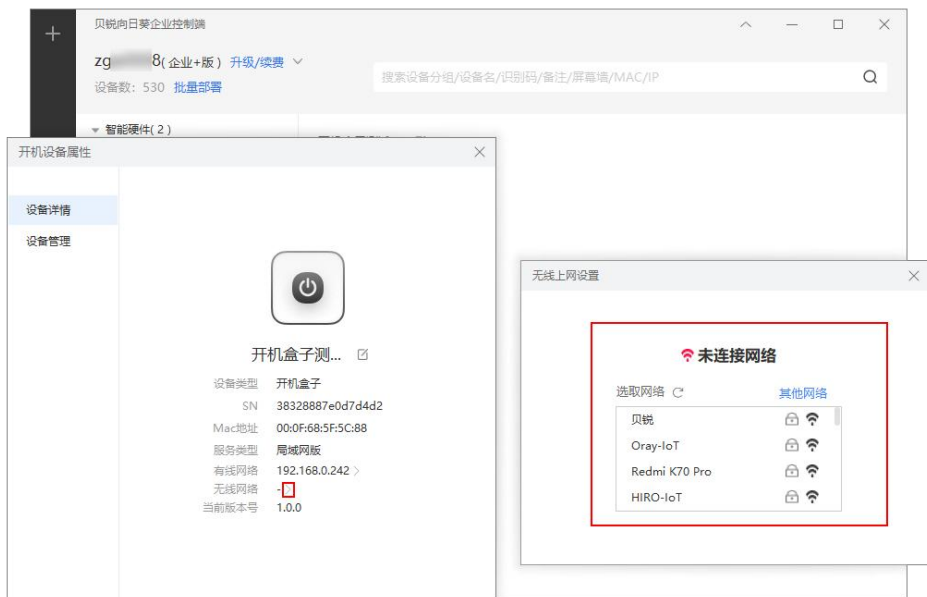 贝锐向日葵企业控制端
zg 8(企业+版) 升级/续费
设备数: 530 批量部署
搜索设备分组/设备名/识别码/备注/屏幕墙/MAC/IP
智能硬件(2)
开机设备属性
设备详情
设备管理
开机盒子测...
设备类型 开机盒子
SN 38328887e0d7d4d2
Mac地址 00:0F:68:5F:5C:88
服务类型 局域网版
有线网络 192.168.0.242 >
无线网络 - >
当前版本号 1.0.0
无线上网设置
未连接网络
选取网络 其他网络
贝锐
Oray-IoT
Redmi K70 Pro
HIRO-IoT